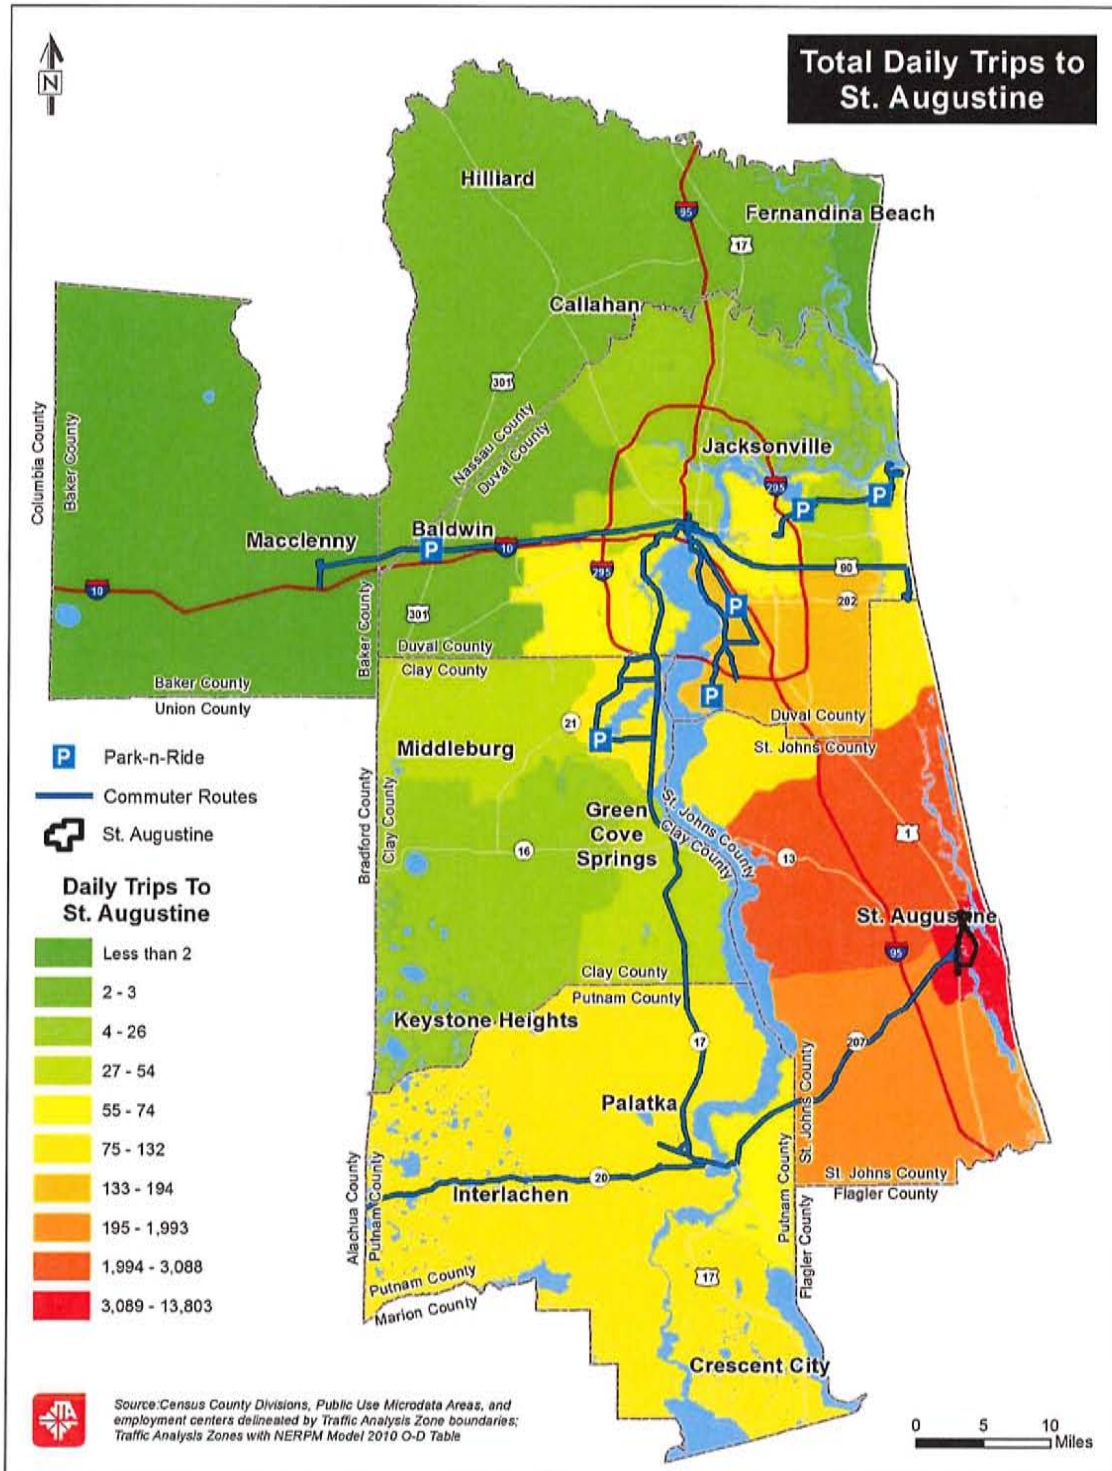 Total Daily Trips to
St. Augustine
N
Hilliard
95
Fernandina Beach
17
Callahan
301
Nassau County
Duval County
Columbia County
Baker County
Jacksonville
295
P
P
Macclenny
Baldwin
P
10
10
295
90
202
P
301
Baker County
Duval County
Clay County
Baker County
Union County
P
21
Duval County
St. Johns County
P
Middleburg
P Park-n-Ride
Commuter Routes
St. Augustine
Bradford County
Clay County
Green
Cove
Springs
St. Johns County
Clay County
16
13
1
St. Augustine
95
Daily Trips To
St. Augustine
Less than 2
2 - 3
4 - 26
27 - 54
55 - 74
75 - 132
133 - 194
195 - 1,993
1,994 - 3,088
3,089 - 13,803
Clay County
Putnam County
Keystone Heights
17
207
Palatka
St. Johns County
Putnam County
20
Interlachen
St. Johns County
Flagler County
Alachua County
Putnam County
Flagler County
17
Putnam County
Marion County
Crescent City
JTA
Source:Census County Divisions, Public Use Microdata Areas, and
employment centers delineated by Traffic Analysis Zone boundaries;
Traffic Analysis Zones with NERPM Model 2010 O-D Table
0 5 10
Miles